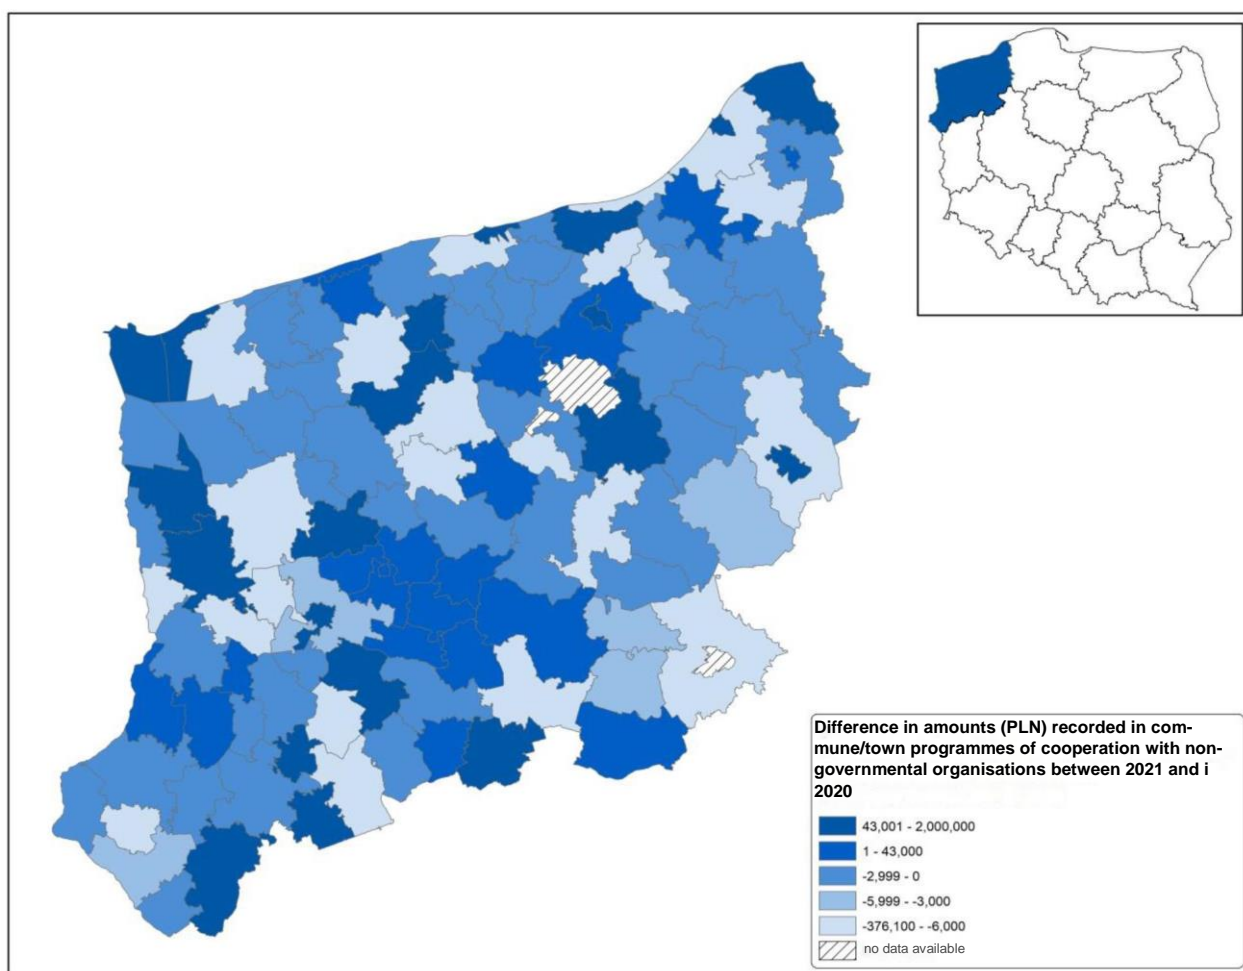 Difference in amounts (PLN) recorded in com-
mune/town programmes of cooperation with non-
governmental organisations between 2021 and i
2020
43,001 - 2,000,000
1 - 43,000
-2,999 - 0
-5,999 - -3,000
-376,100 - -6,000
no data available